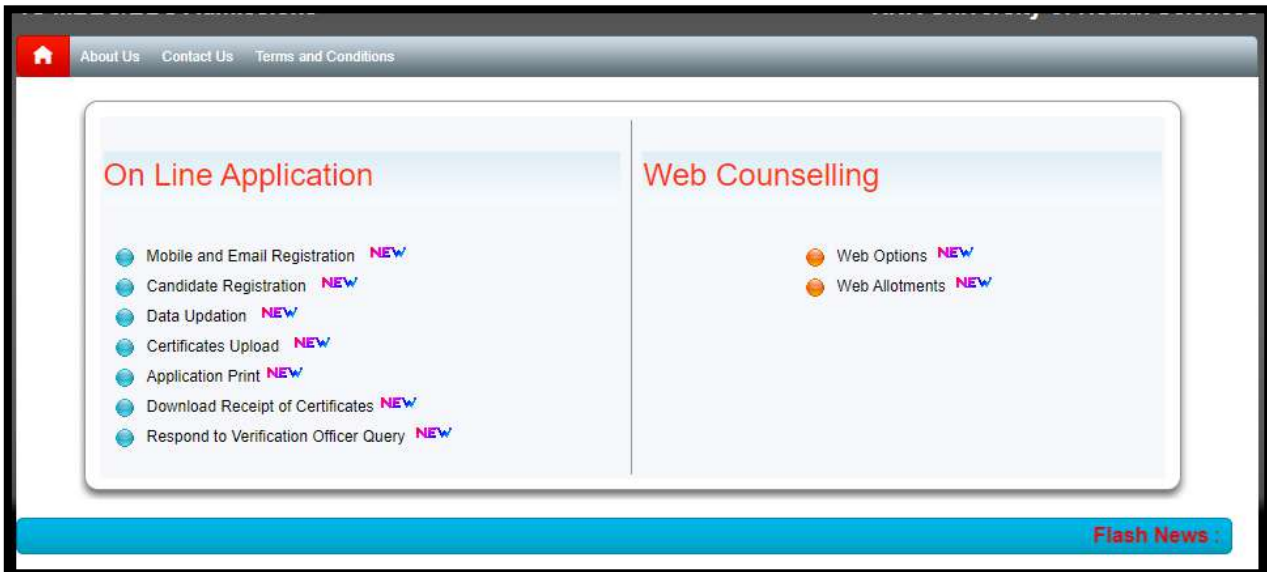 About Us Contact Us Terms and Conditions
On Line Application
Mobile and Email Registration NEW
Candidate Registration NEW
Data Updation NEW
Certificates Upload NEW
Application Print NEW
Download Receipt of Certificates NEW
Respond to Verification Officer Query NEW
Web Counselling
Web Options NEW
Web Allotments NEW
Flash News :